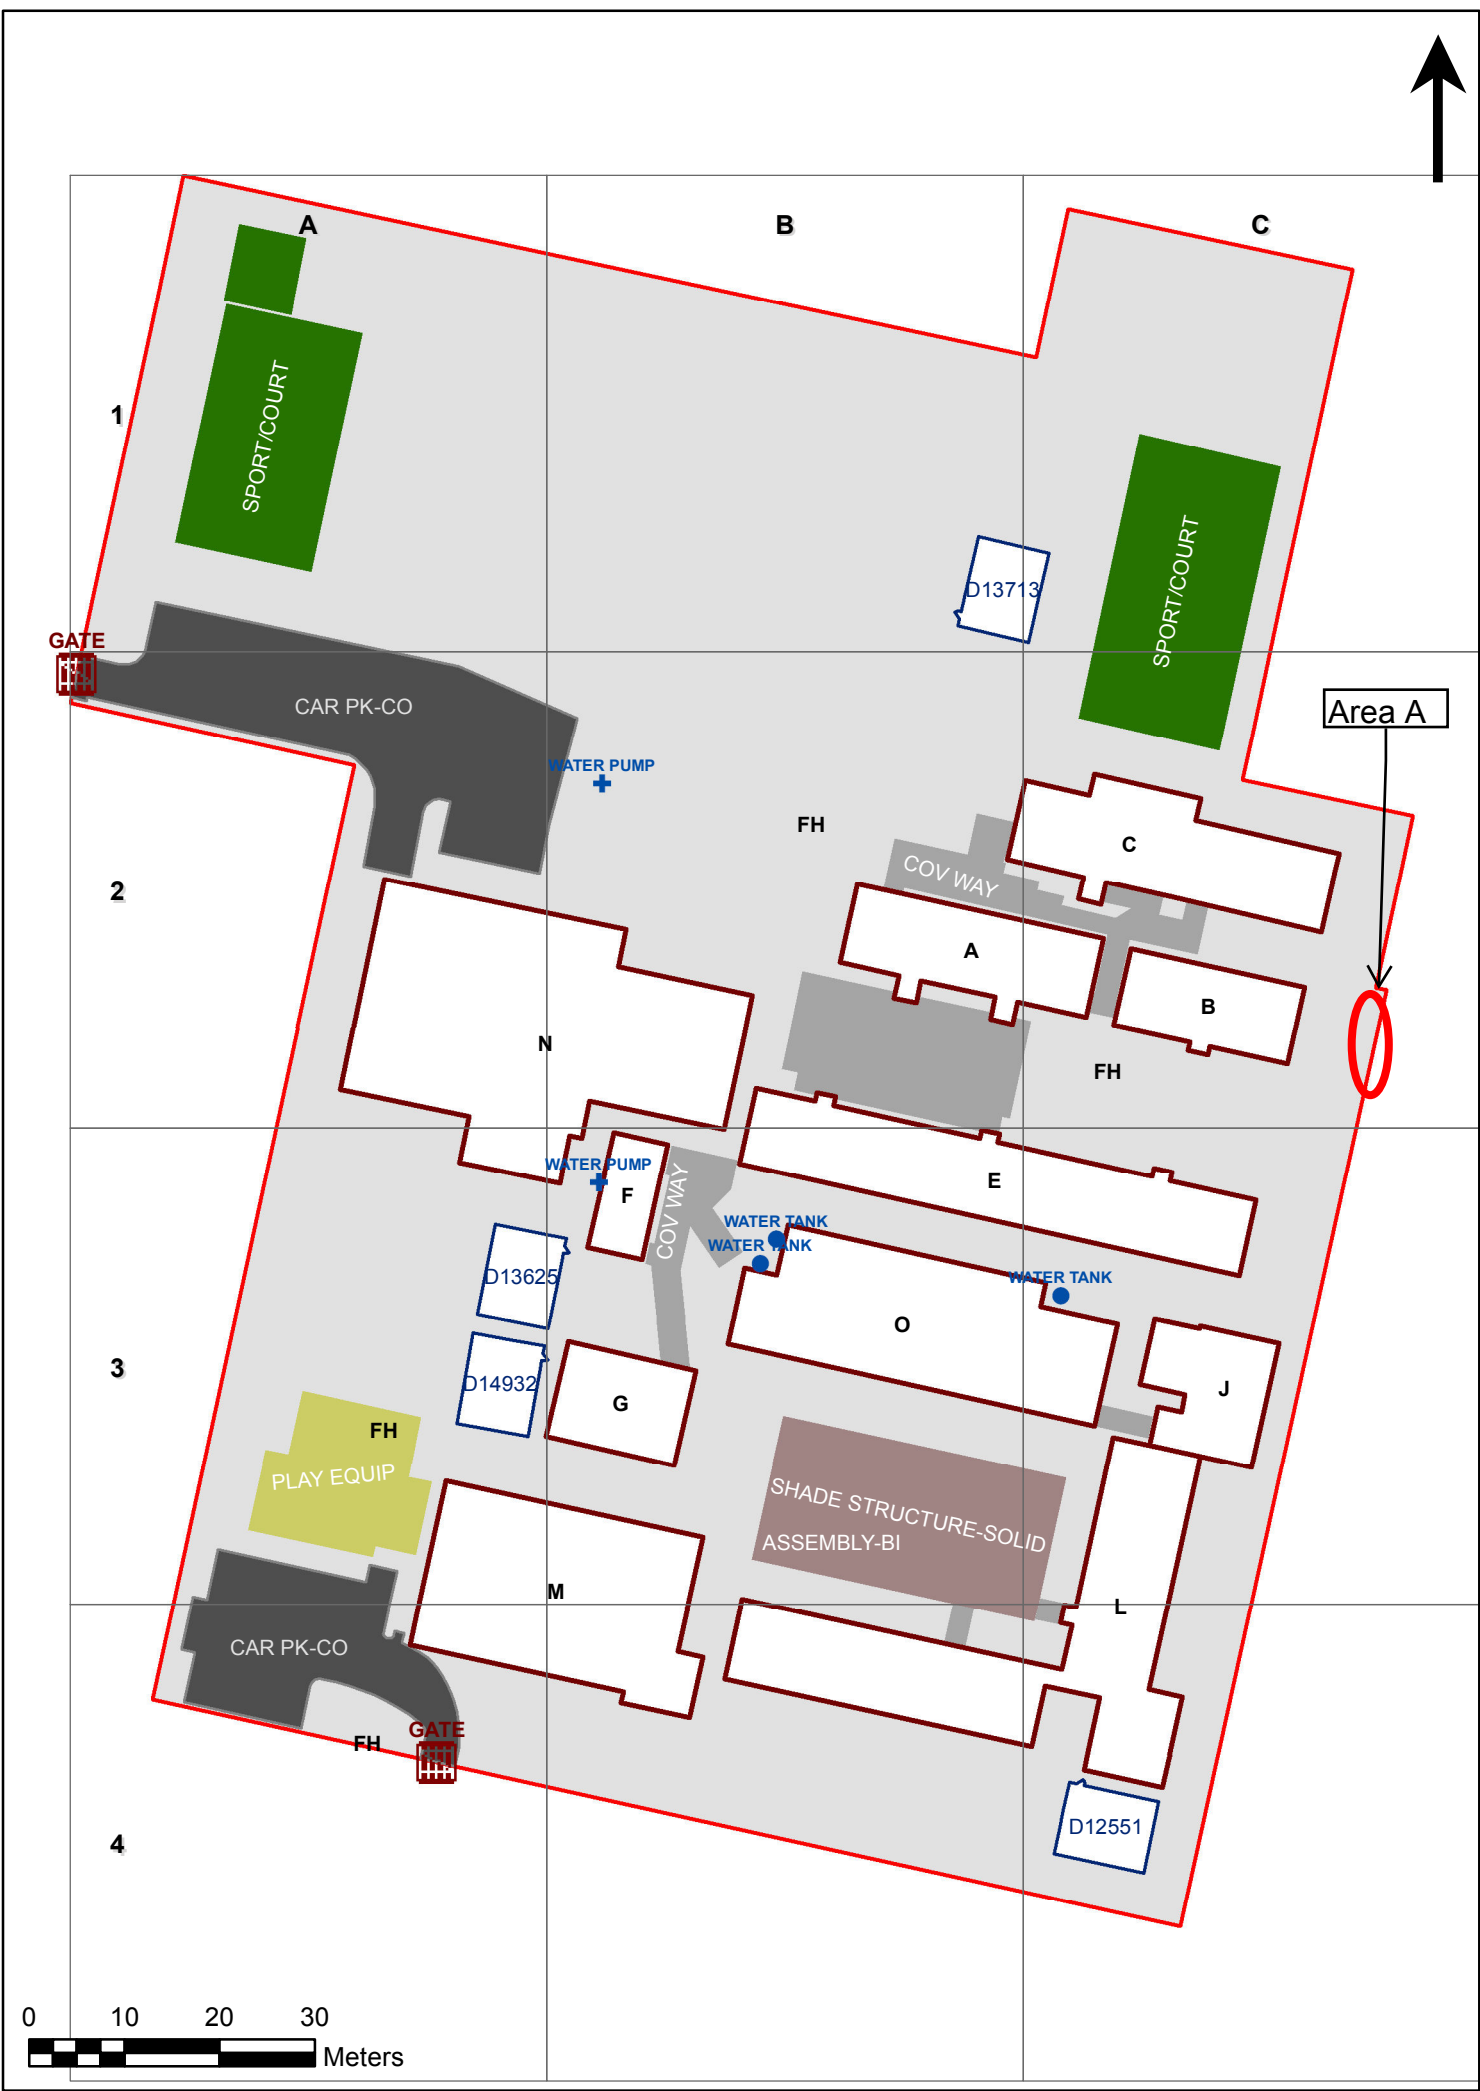 A
B
C
SPORT/COURT
1
SPORT/COURT
D13713
GATE
CAR PK-CO
Area A
WATER PUMP
FH
C
COV WAY
2
A
B
N
FH
WATER PUMP
F
COV WAY
E
WATER TANK
WATER TANK
D13625
WATER TANK
O
3
D14932
G
J
FH
PLAY EQUIP
SHADE STRUCTURE-SOLID
ASSEMBLY-BI
M
L
CAR PK-CO
GATE
FH
D12551
4
0 10 20 30
Meters